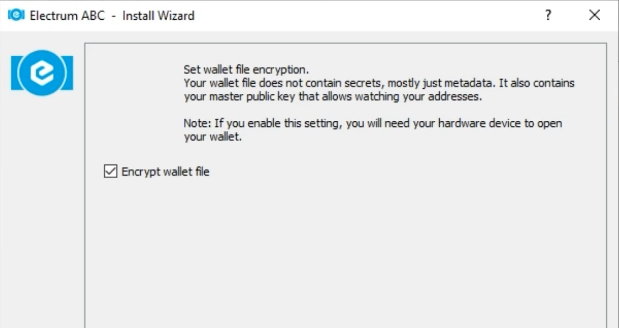 Electrum ABC - Install Wizard
Set wallet file encryption.
Your wallet file does not contain secrets, mostly just metadata. It also contains
your master public key that allows watching your addresses.
Note: If you enable this setting, you will need your hardware device to open
your wallet.
Encrypt wallet file